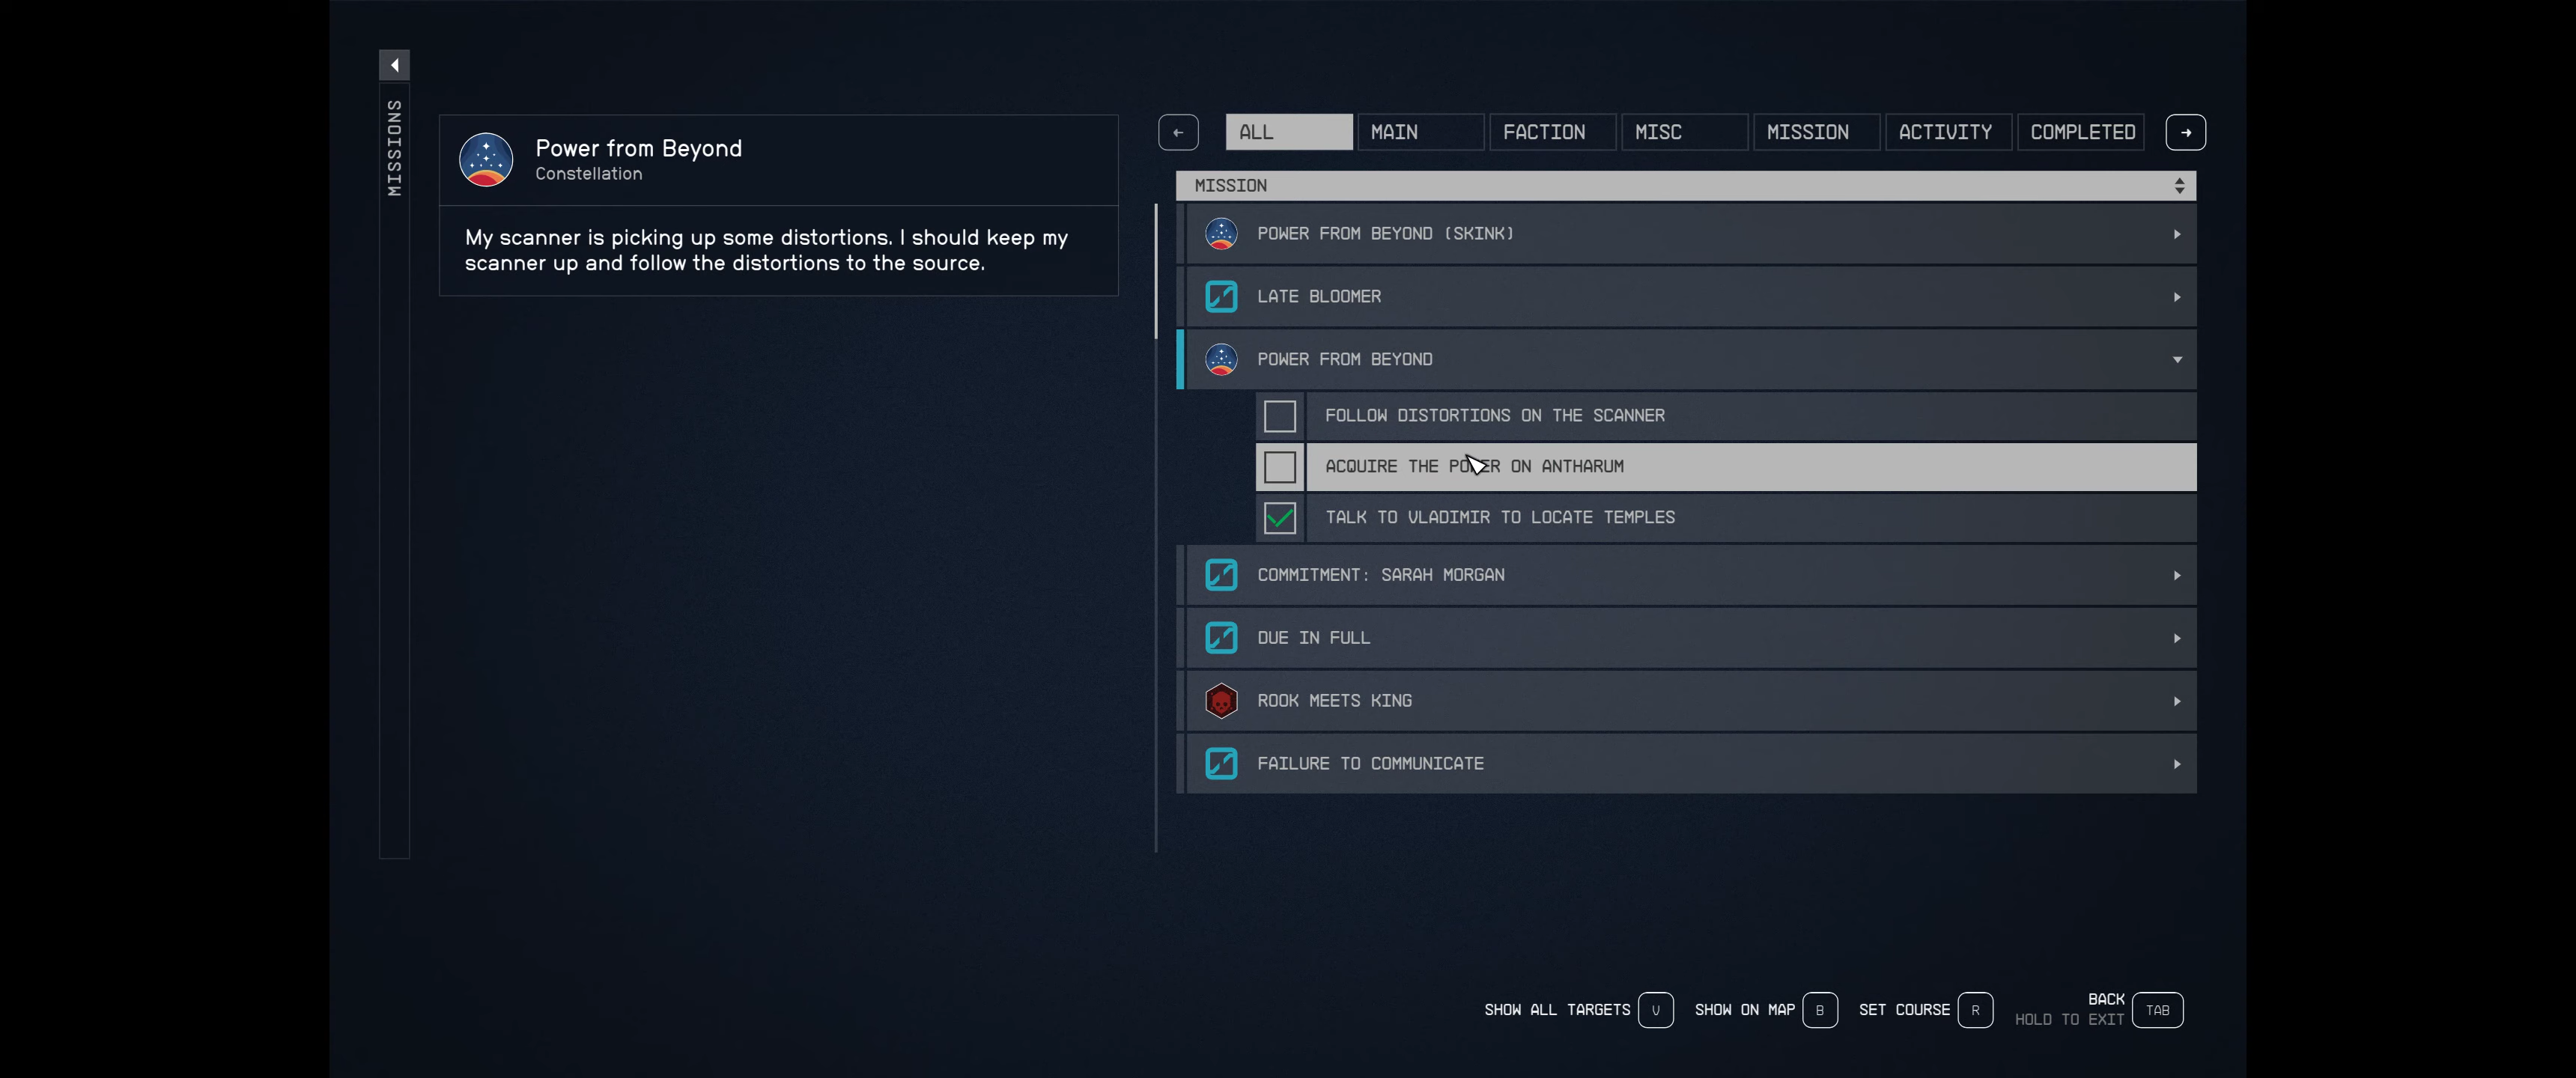 MISSIONS
Power from Beyond
Constellation
My scanner is picking up some distortions. I should keep my
scanner up and follow the distortions to the source.
ALL
MAIN
FACTION
MISC
MISSION
ACTIVITY
COMPLETED
MISSION
POWER FROM BEYOND (SKINK)
LATE BLOOMER
POWER FROM BEYOND
FOLLOW DISTORTIONS ON THE SCANNER
ACQUIRE THE POWER ON ANTHARUM
TALK TO VLADIMIR TO LOCATE TEMPLES
COMMITMENT: SARAH MORGAN
DUE IN FULL
ROOK MEETS KING
FAILURE TO COMMUNICATE
SHOW ALL TARGETS V
SHOW ON MAP B
SET COURSE R
BACK
HOLD TO EXIT
TAB